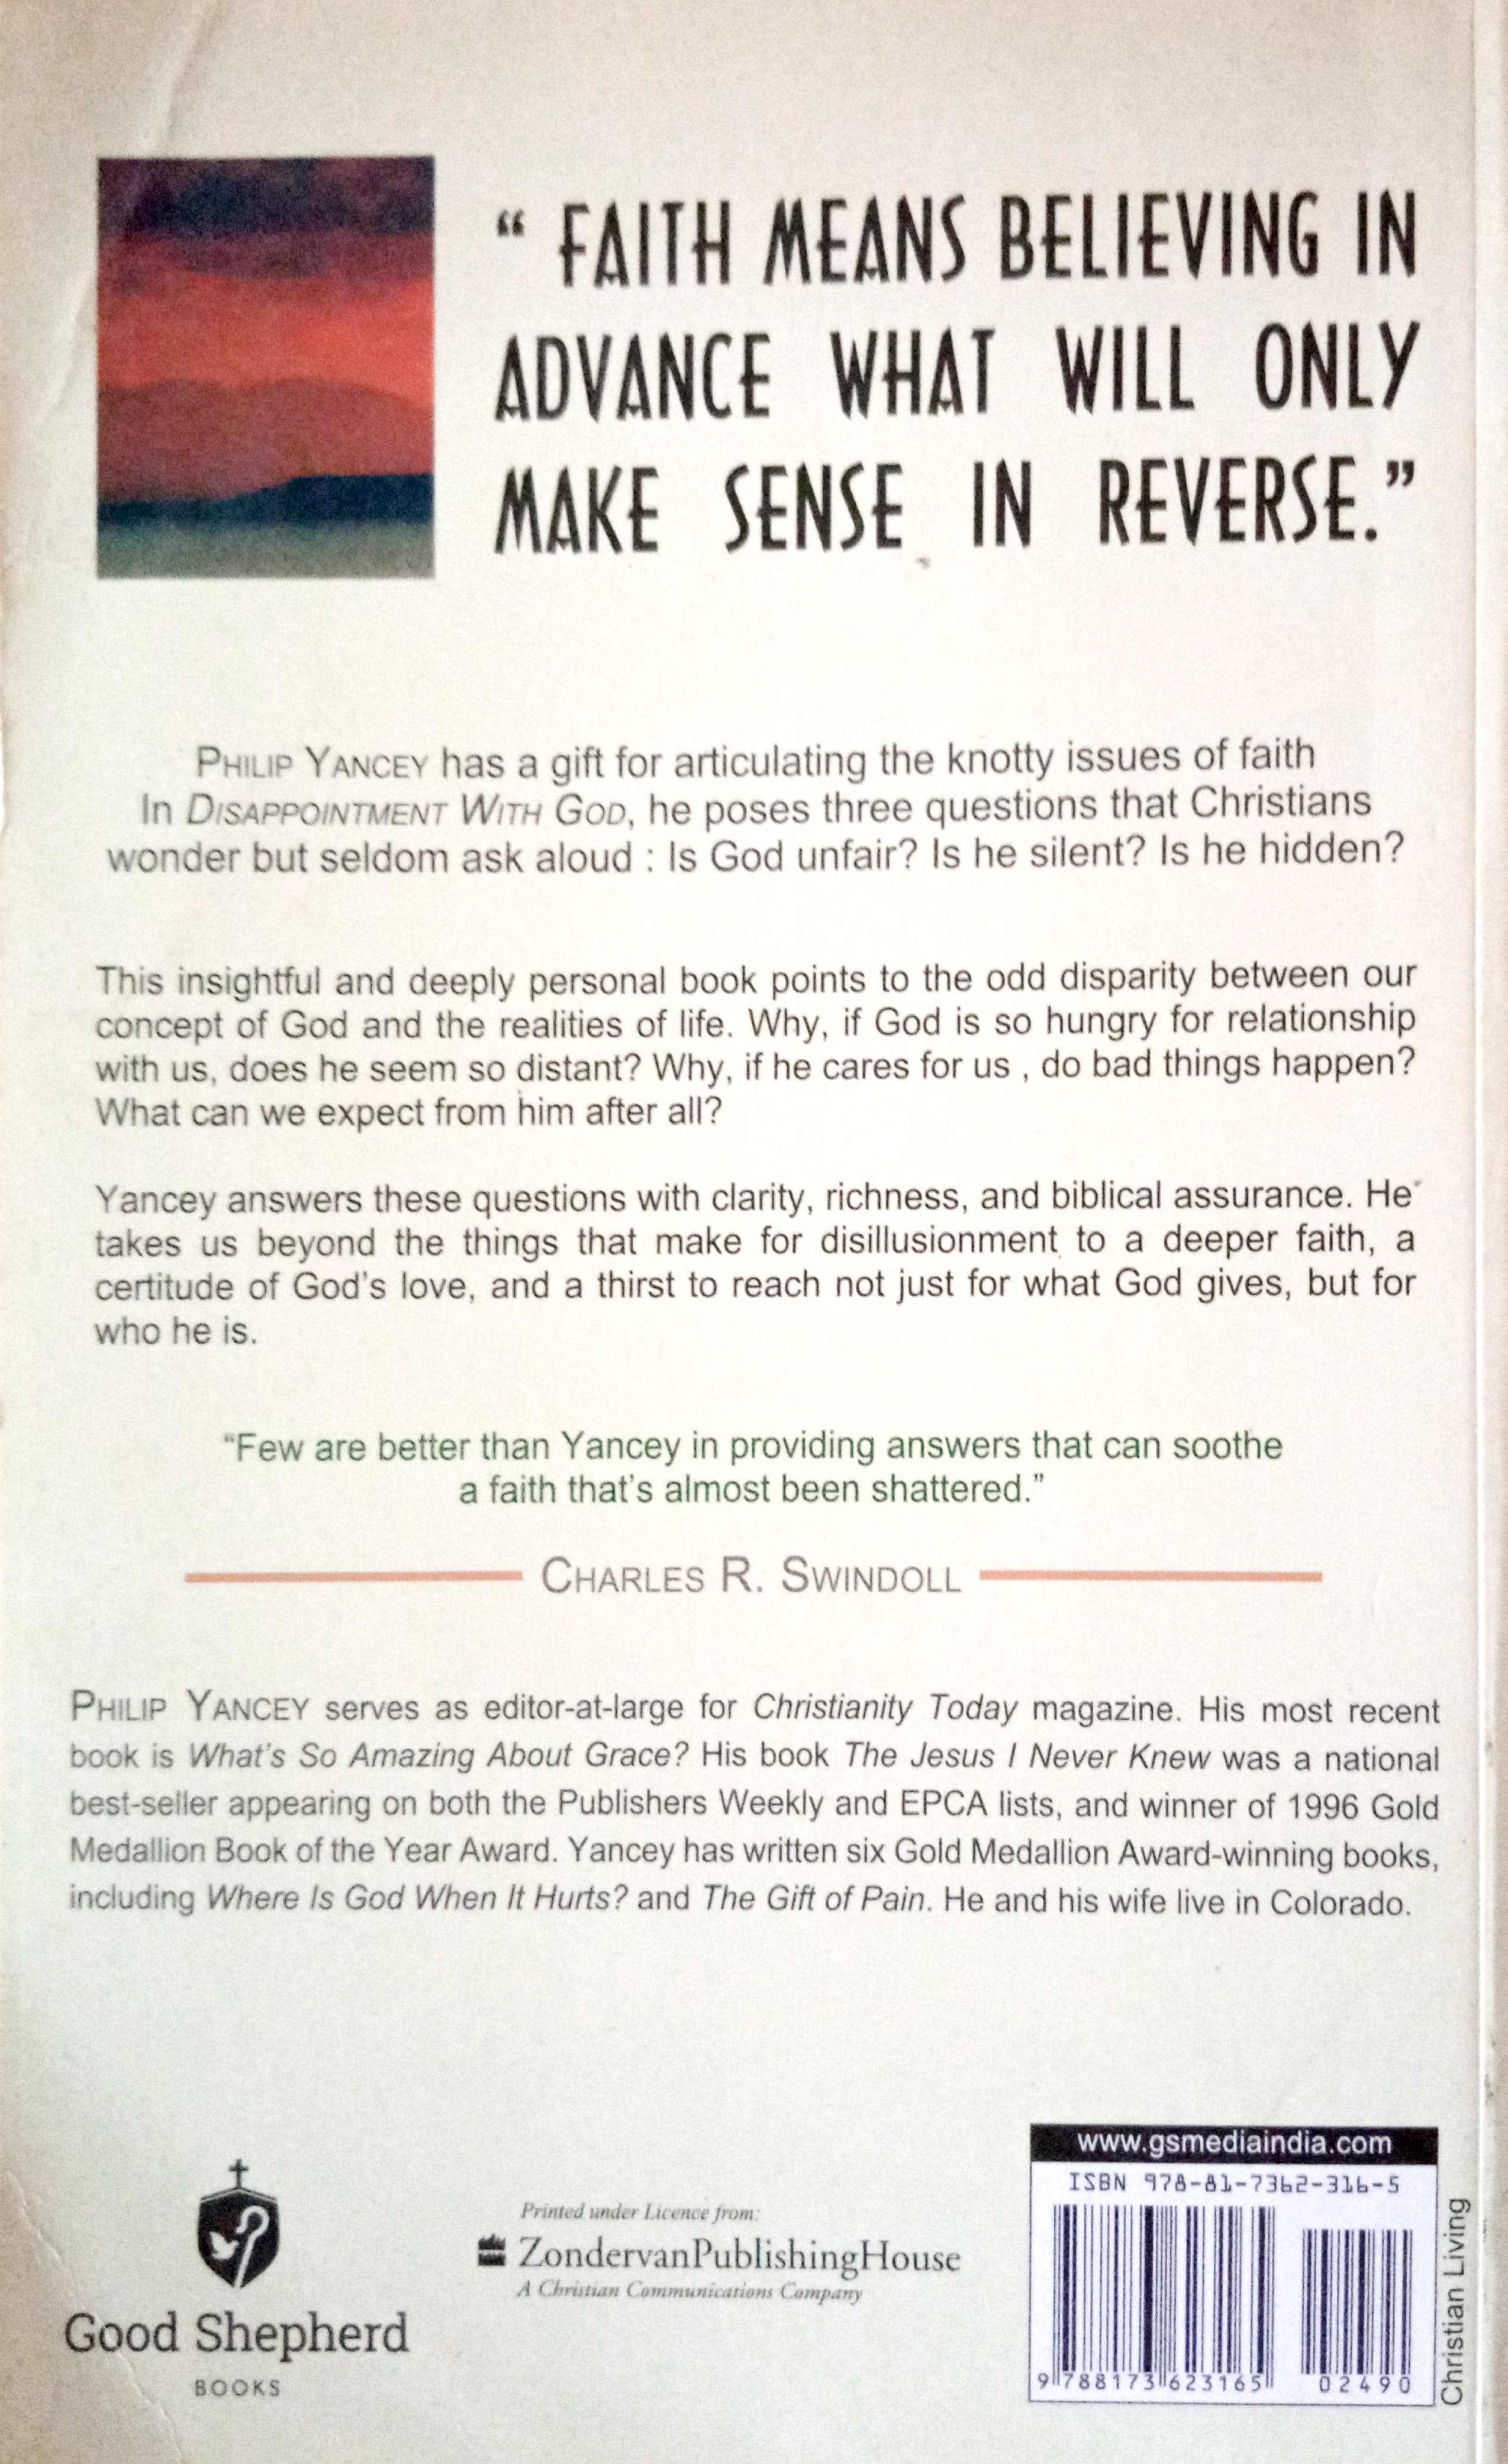 “ FAITH MEANS BELIEVING IN
ADVANCE WHAT WILL ONLY
MAKE SENSE IN REVERSE.”
PHILIP YANCEY has a gift for articulating the knotty issues of faith
In DISAPPOINTMENT WITH GOD, he poses three questions that Christians
wonder but seldom ask aloud : Is God unfair? Is he silent? Is he hidden?
This insightful and deeply personal book points to the odd disparity between our
concept of God and the realities of life. Why, if God is so hungry for relationship
with us, does he seem so distant? Why, if he cares for us , do bad things happen?
What can we expect from him after all?
Yancey answers these questions with clarity, richness, and biblical assurance. He
takes us beyond the things that make for disillusionment to a deeper faith, a
certitude of God's love, and a thirst to reach not just for what God gives, but for
who he is.
“Few are better than Yancey in providing answers that can soothe
a faith that's almost been shattered.”
CHARLES R. SWINDOLL
PHILIP YANCEY serves as editor-at-large for Christianity Today magazine. His most recent
book is What's So Amazing About Grace? His book The Jesus I Never Knew was a national
best-seller appearing on both the Publishers Weekly and EPCA lists, and winner of 1996 Gold
Medallion Book of the Year Award. Yancey has written six Gold Medallion Award-winning books,
including Where Is God When It Hurts? and The Gift of Pain. He and his wife live in Colorado.
Good Shepherd
BOOKS
Printed under Licence from:
ZondervanPublishingHouse
A Christian Communications Company
www.gsmediaindia.com
ISBN 978-81-7362-316-5
9 788173 623165 02490
Christian Living